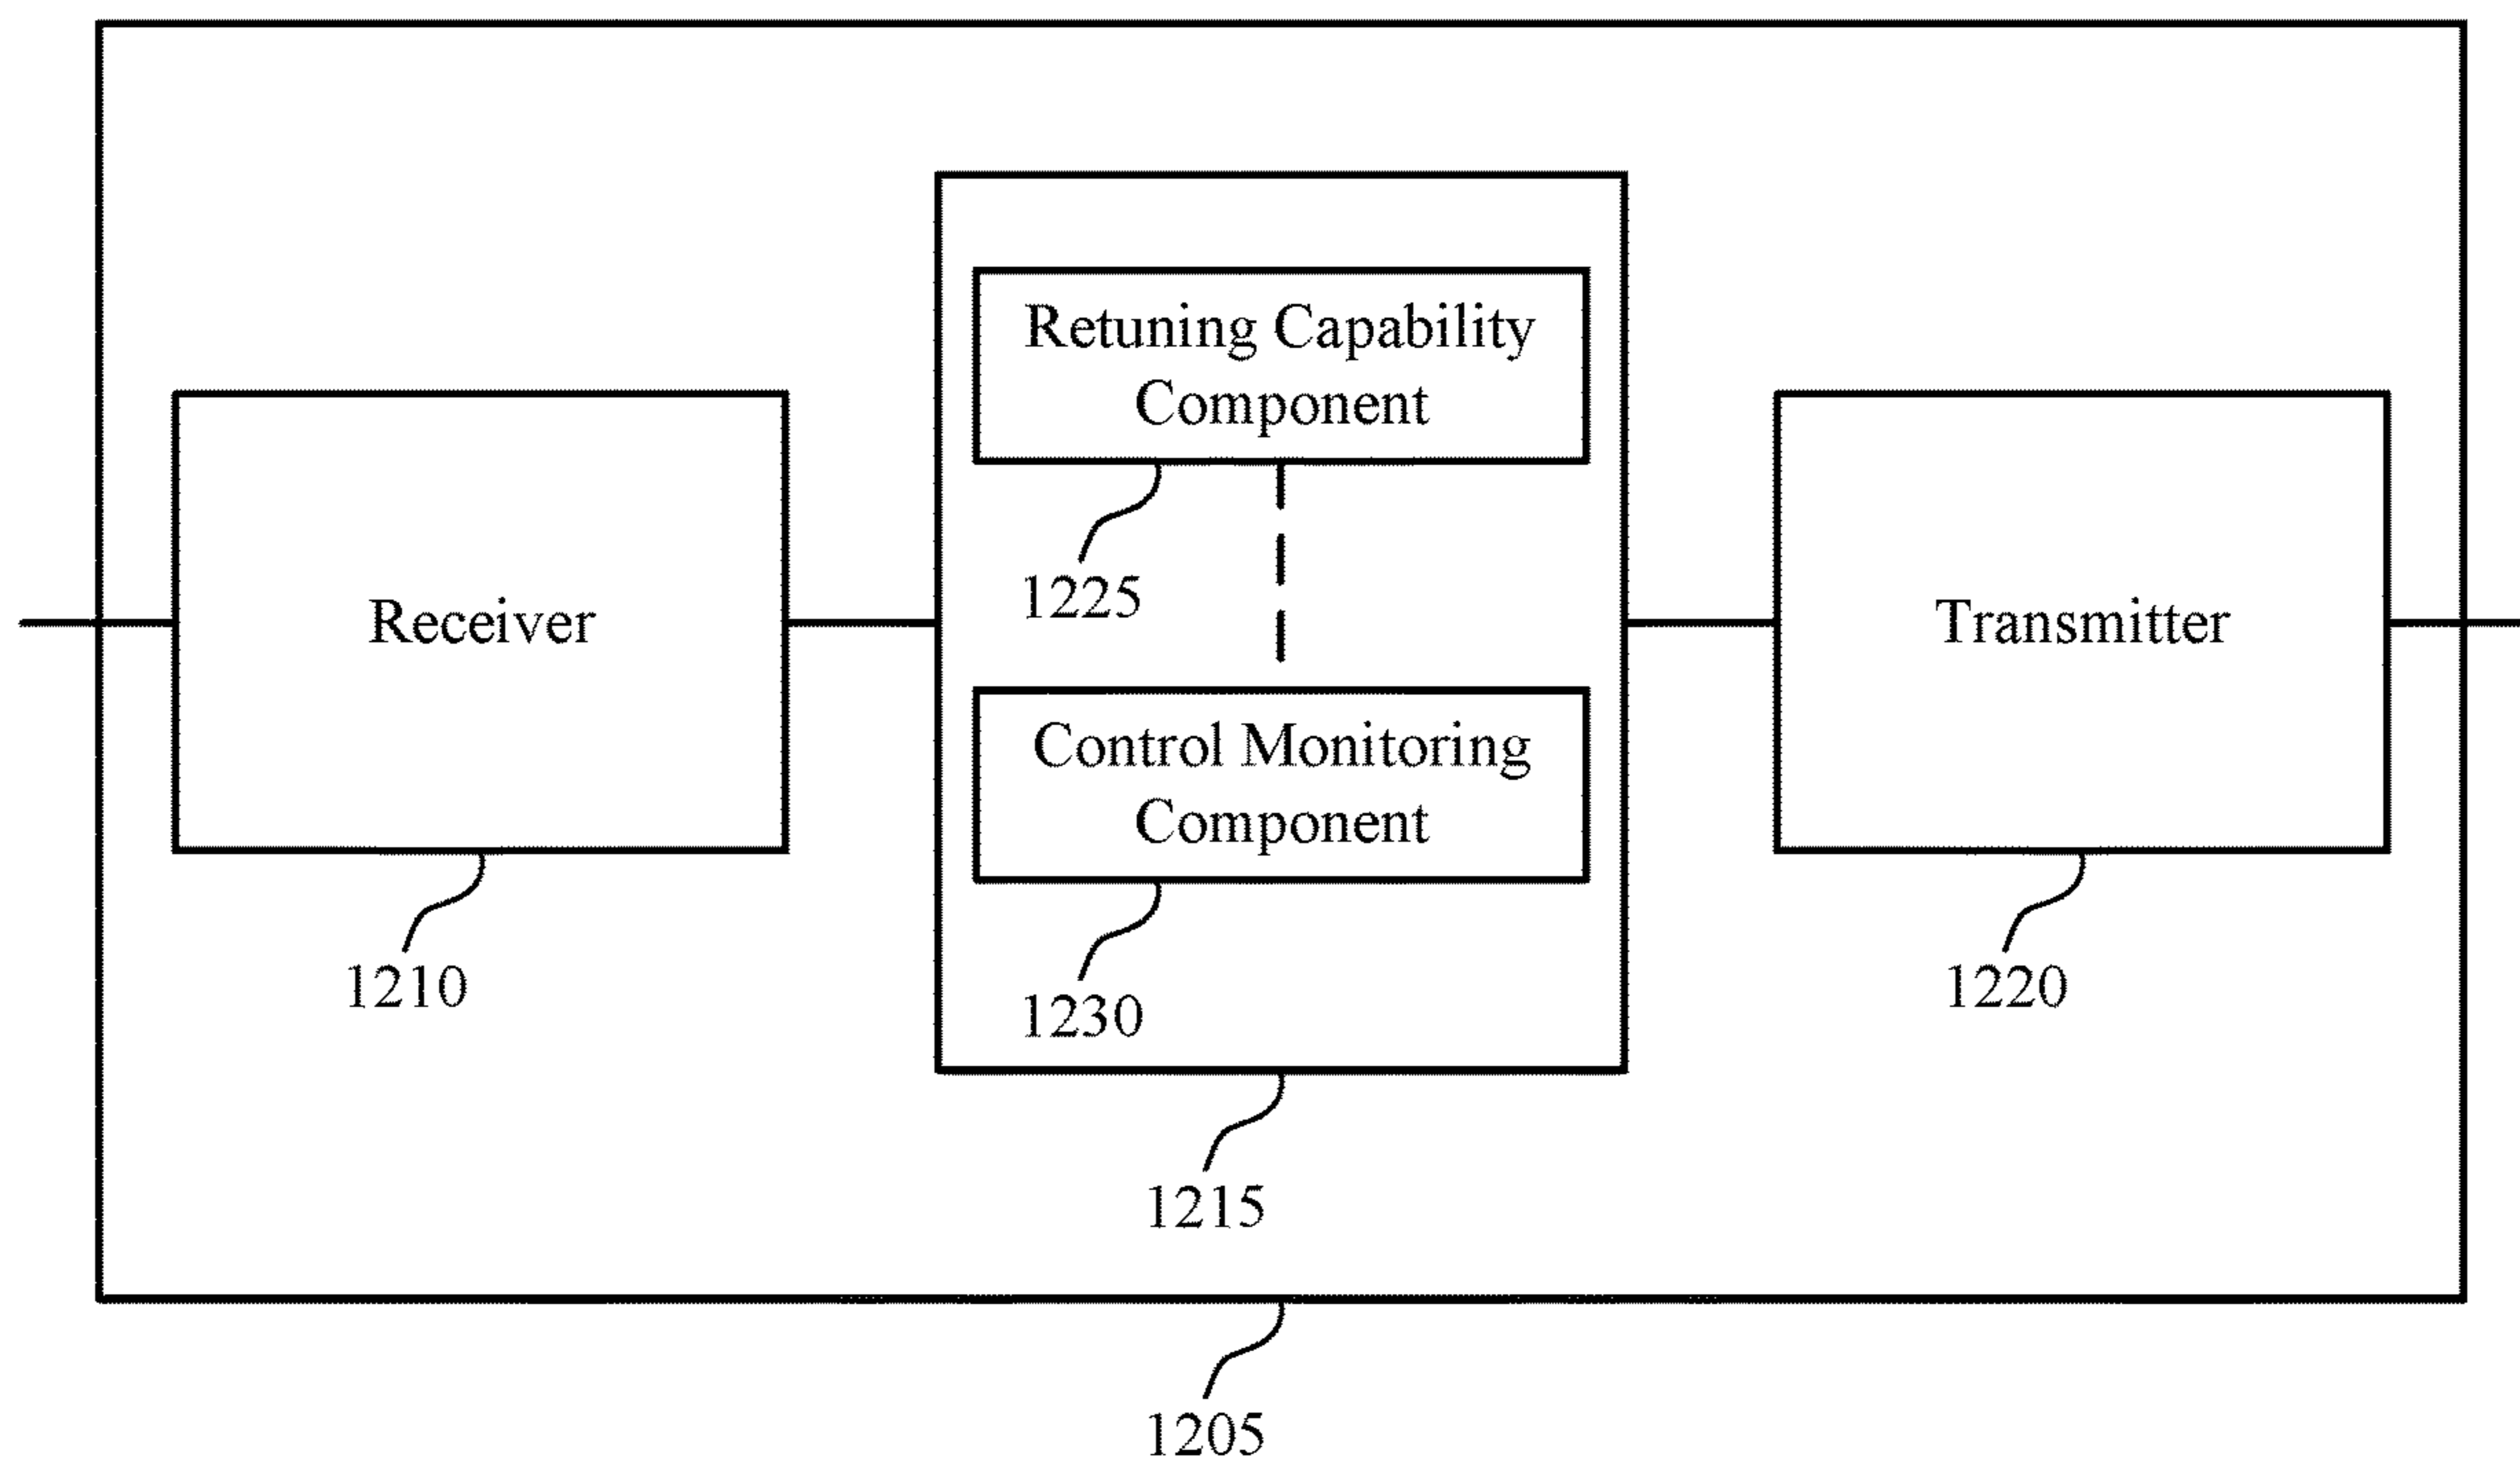 Retuning Capability
Component
1225
Receiver
1210
Control Monitoring
Component
1230
Transmitter
1220
1215
1205